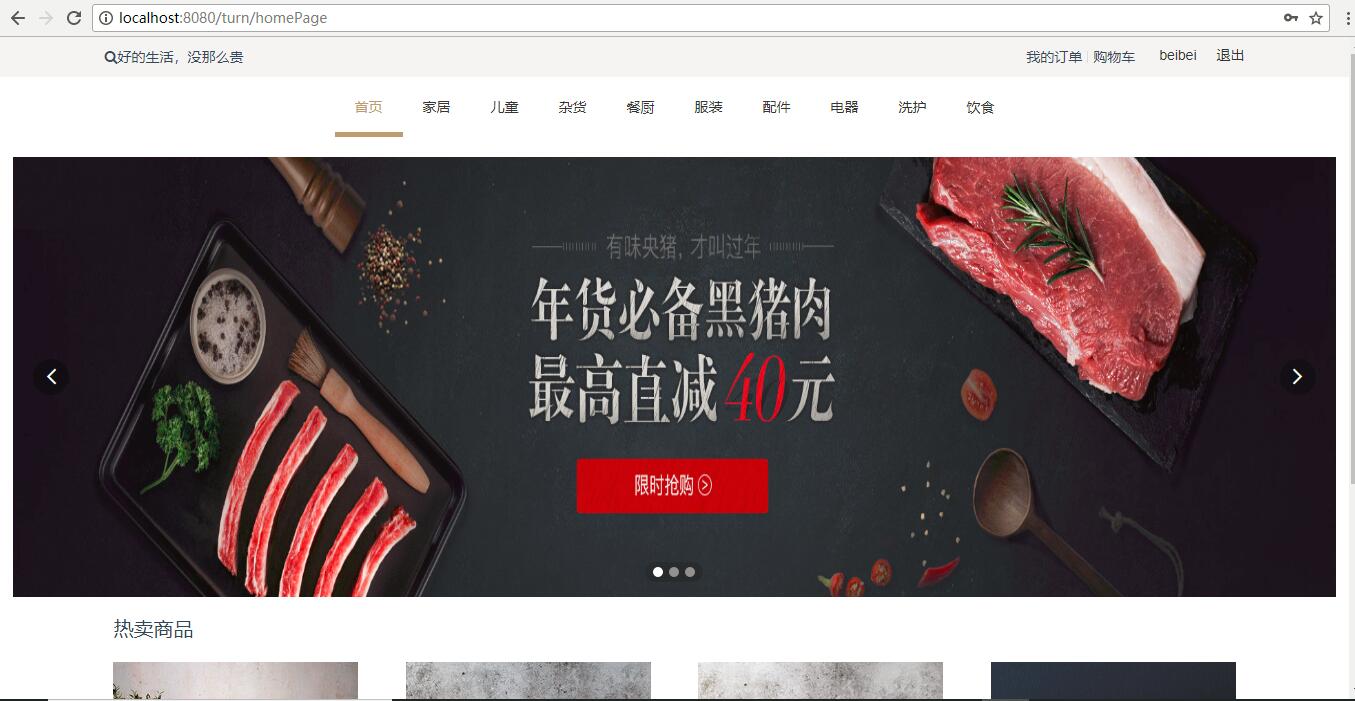 localhost:8080/turn/homePage
好的生活，没那么贵
我的订单 购物车 beibei 退出
首页 家居 儿童 杂货 餐厨 服装 配件 电器 洗护 饮食
有味央猪，才叫过年
年货必备黑猪肉
最高直减40元
限时抢购
热卖商品